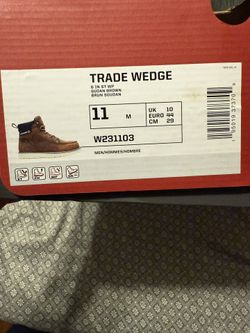 TRADE WEDGE
6 IN ST WP
SUDAN BROWN
BRUN SOUDAN
11 M
UK 10
EURO 44
CM 29
W231103
MEN/HOMMES/HOMBRE